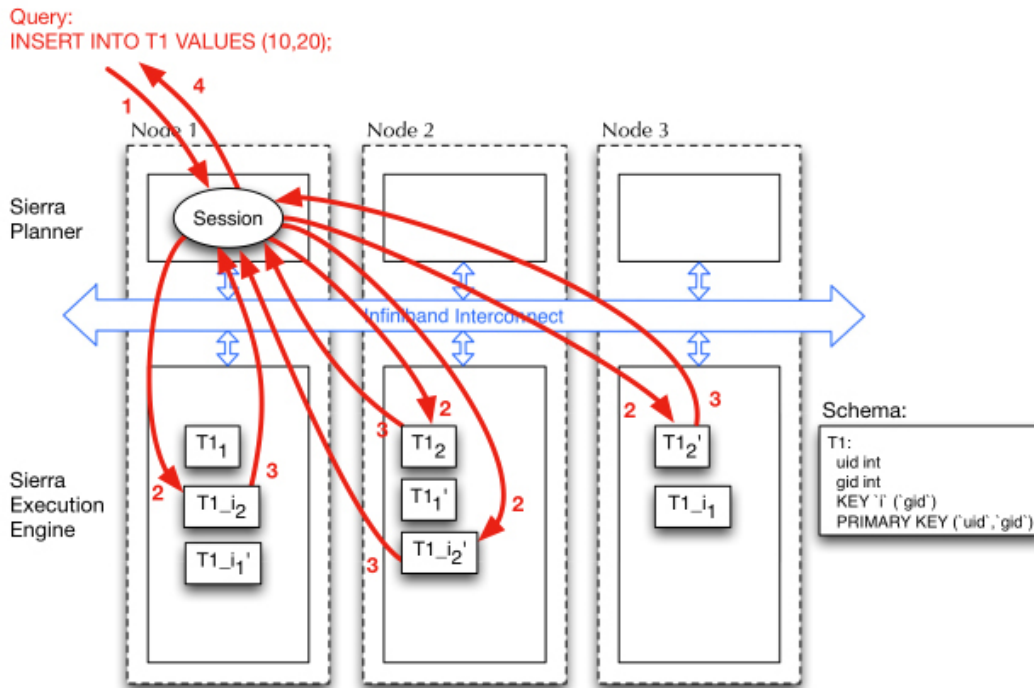 Query:
INSERT INTO T1 VALUES (10,20);
4
1
Node 1
Node 2
Node 3
Sierra
Planner
Session
Infiniband Interconnect
Sierra
Execution
Engine
T1₁
T1_i₂
T1_i₁'
2
3
T1₂
T1₁'
T1_i₂'
2
3
2
3
T1₂'
T1_i₁
2
3
Schema:
T1:
uid int
gid int
KEY `i` (`gid`)
PRIMARY KEY (`uid`,`gid`)